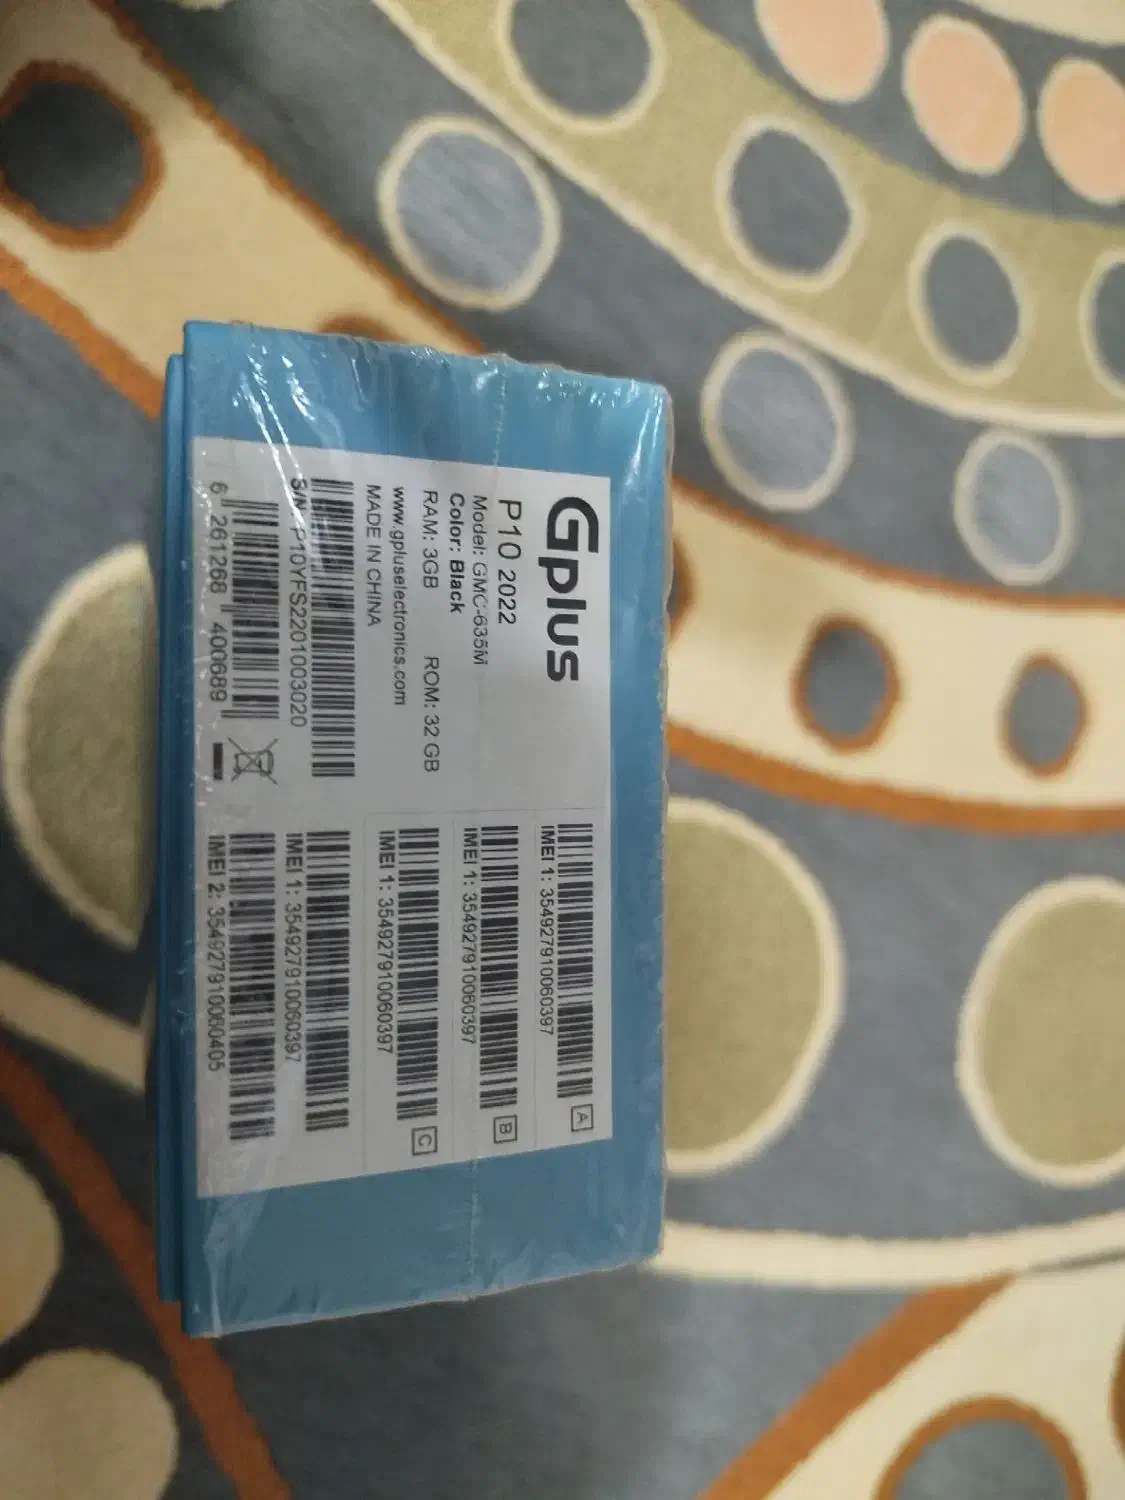 Gplus
P10 2022
Model: GMC-635M
Color: Black
RAM: 3GB ROM: 32 GB
www.gpluselectronics.com
MADE IN CHINA
S/N: P10YFS2201003020
6 261268 400689
IMEI 1: 354927910060397
A
IMEI 1: 354927910060397
B
IMEI 1: 354927910060397
C
IMEI 1: 354927910060397
IMEI 2: 354927910060405